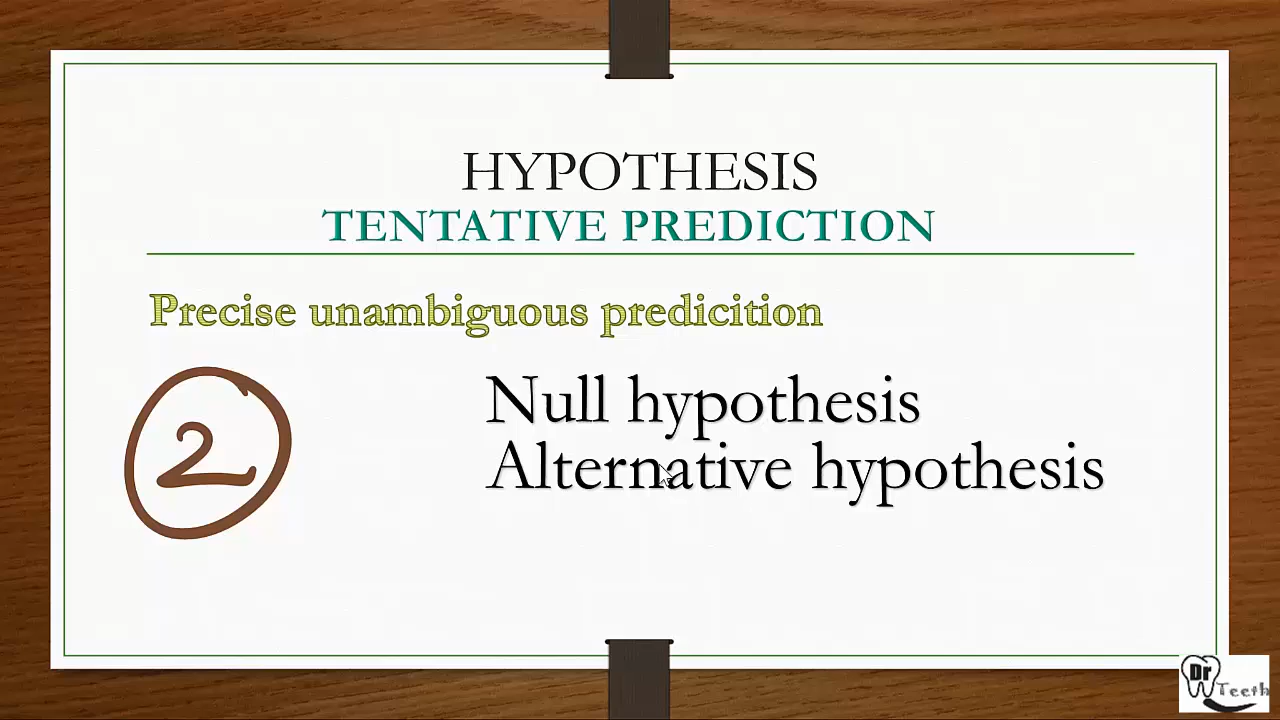 HYPOTHESIS
TENTATIVE PREDICTION
Precise unambiguous predicition
2
Null hypothesis
Alternative hypothesis
Dr
Teeth